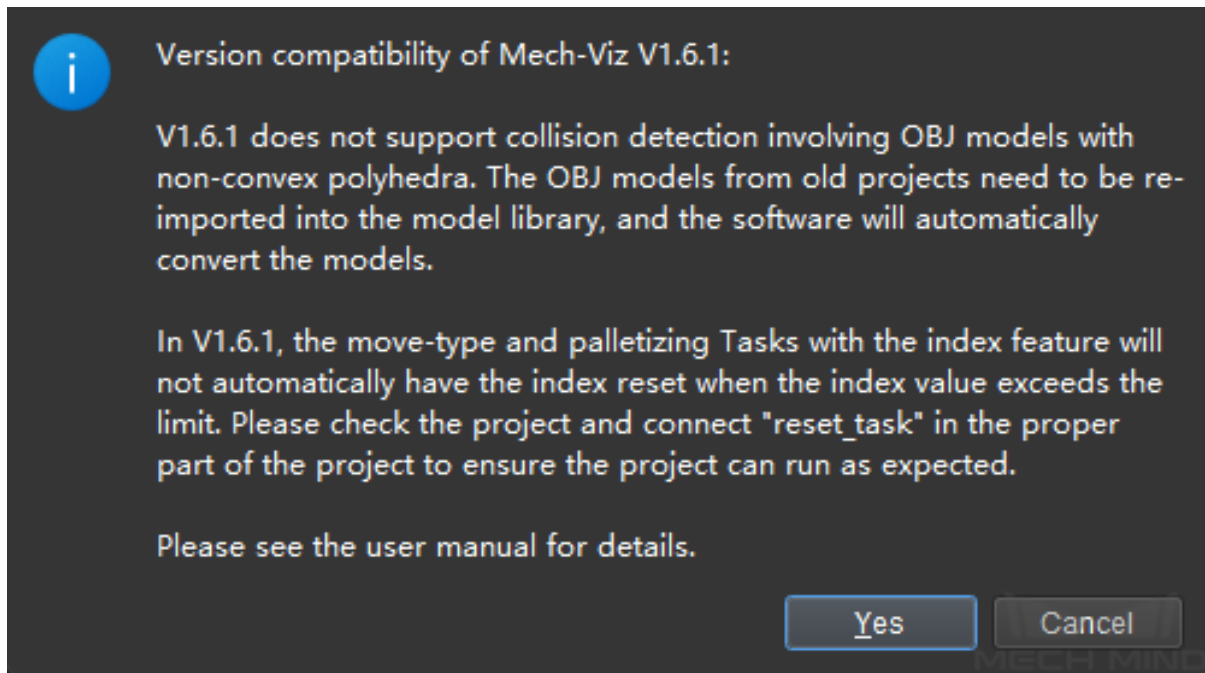 Version compatibility of Mech-Viz V1.6.1:
V1.6.1 does not support collision detection involving OBJ models with
non-convex polyhedra. The OBJ models from old projects need to be re-
imported into the model library, and the software will automatically
convert the models.
In V1.6.1, the move-type and palletizing Tasks with the index feature will
not automatically have the index reset when the index value exceeds the
limit. Please check the project and connect "reset_task" in the proper
part of the project to ensure the project can run as expected.
Please see the user manual for details.
Yes
Cancel
MECH MIND